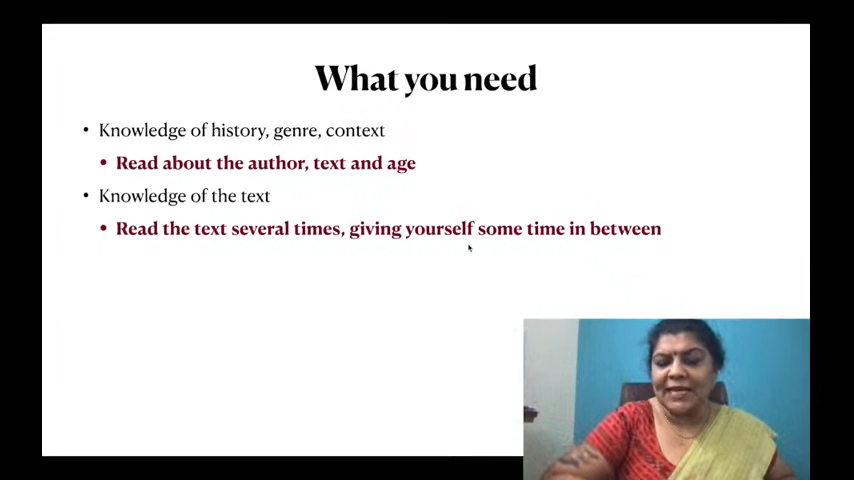 What you need
• Knowledge of history, genre, context
• Read about the author, text and age
• Knowledge of the text
• Read the text several times, giving yourself some time in between